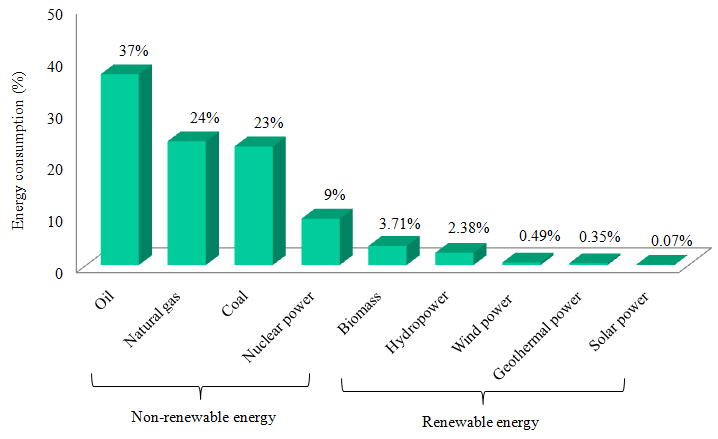 50
40
30
20
10
0
Energy consumption (%)
37%
24%
23%
9%
3.71%
2.38%
0.49%
0.35%
0.07%
Oil
Natural gas
Coal
Nuclear power
Biomass
Hydropower
Wind power
Geothermal power
Solar power
Non-renewable energy
Renewable energy